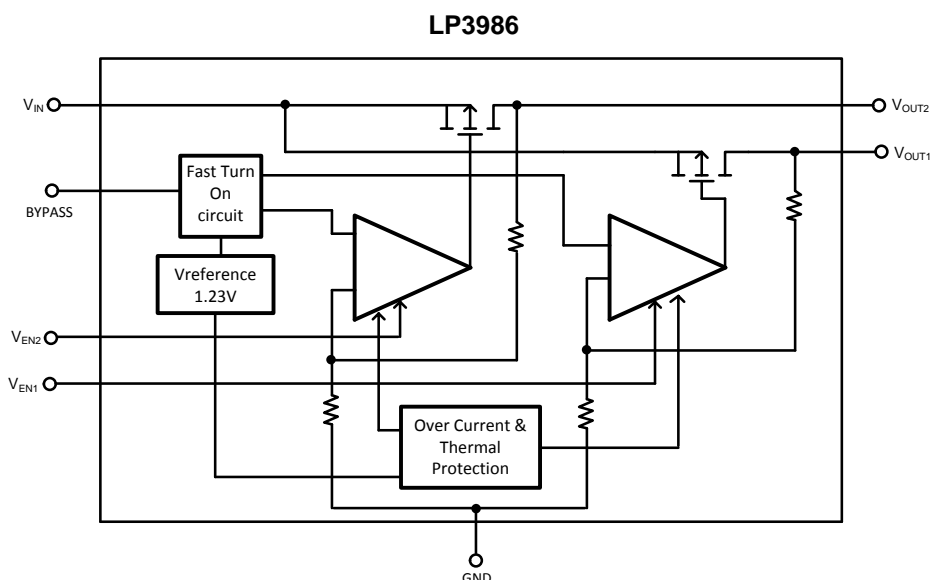 LP3986
VIN
VOUT2
VOUT1
Fast Turn
On
circuit
BYPASS
Vreference
1.23V
VEN2
VEN1
Over Current &
Thermal
Protection
GND